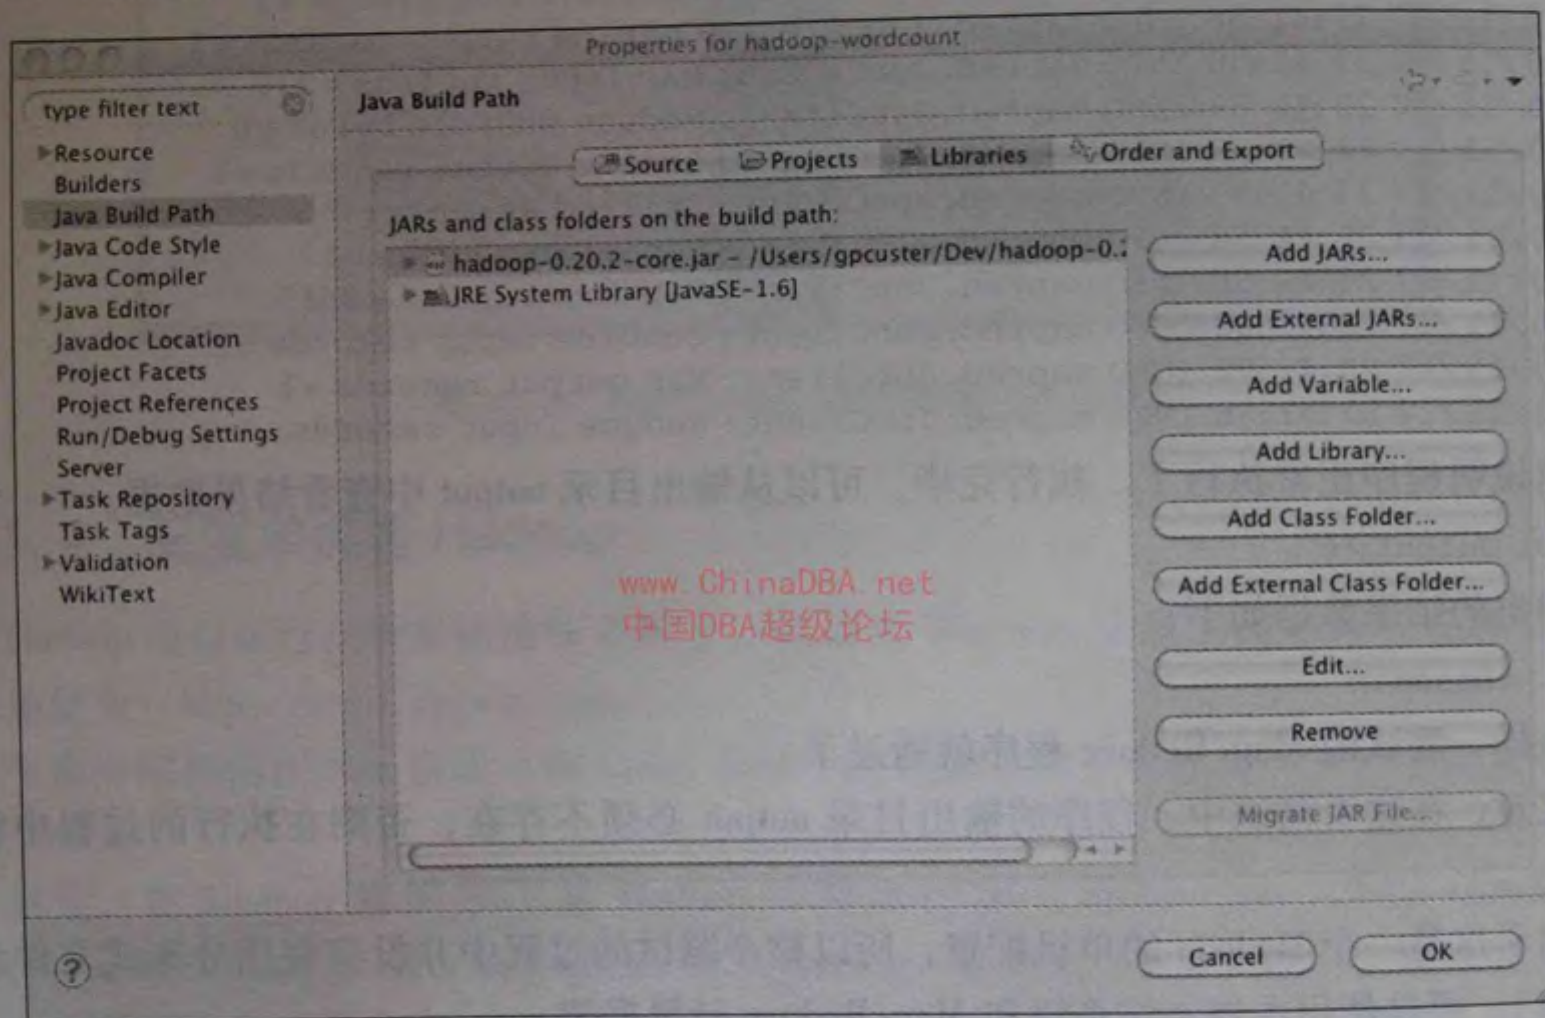 Properties for hadoop-wordcount
type filter text
Java Build Path
Resource
Builders
Java Build Path
Java Code Style
Java Compiler
Java Editor
Javadoc Location
Project Facets
Project References
Run/Debug Settings
Server
Task Repository
Task Tags
Validation
WikiText
Source Projects Libraries Order and Export
JARs and class folders on the build path:
hadoop-0.20.2-core.jar – /Users/gpcuster/Dev/hadoop-0.2
JRE System Library [JavaSE-1.6]
Add JARs...
Add External JARs...
Add Variable...
Add Library...
Add Class Folder...
Add External Class Folder...
Edit...
Remove
Migrate JAR File...
www.ChinaDBA.net
中国DBA超级论坛
?
Cancel
OK